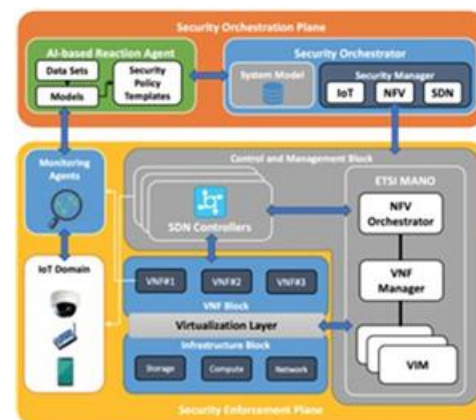 Security Orchestration Plane
AI-based Reaction Agent
Data Sets
Models
Security
Policy
Templates
Security Orchestrator
System Model
Security Manager
IoT
NFV
SDN
Monitoring
Agents
IoT Domain
Control and Management Block
SDN Controllers
ETSI MANO
NFV
Orchestrator
VNF
Manager
VIM
VNF#1
VNF#2
VNF#3
VNF Block
Virtualization Layer
Infrastructure Block
Storage
Compute
Network
Security Enforcement Plane